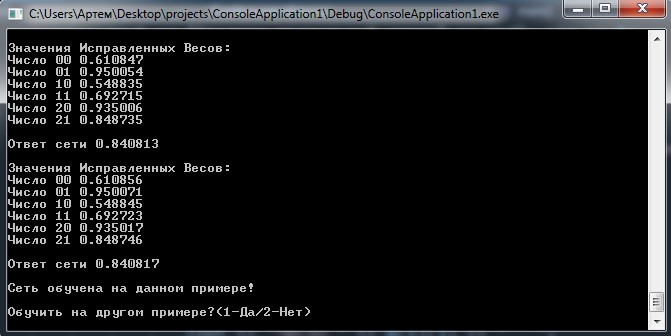 C:\Users\Артем\Desktop\projects\ConsoleApplication1\Debug\ConsoleApplication1.exe
Значения Исправленных Весов:
Число 00 0.610847
Число 01 0.950054
Число 10 0.548835
Число 11 0.692715
Число 20 0.935006
Число 21 0.848735
Ответ сети 0.840813
Значения Исправленных Весов:
Число 00 0.610856
Число 01 0.950071
Число 10 0.548845
Число 11 0.692723
Число 20 0.935017
Число 21 0.848746
Ответ сети 0.840817
Сеть обучена на данном примере!
Обучить на другом примере?(1-Да/2-Нет)